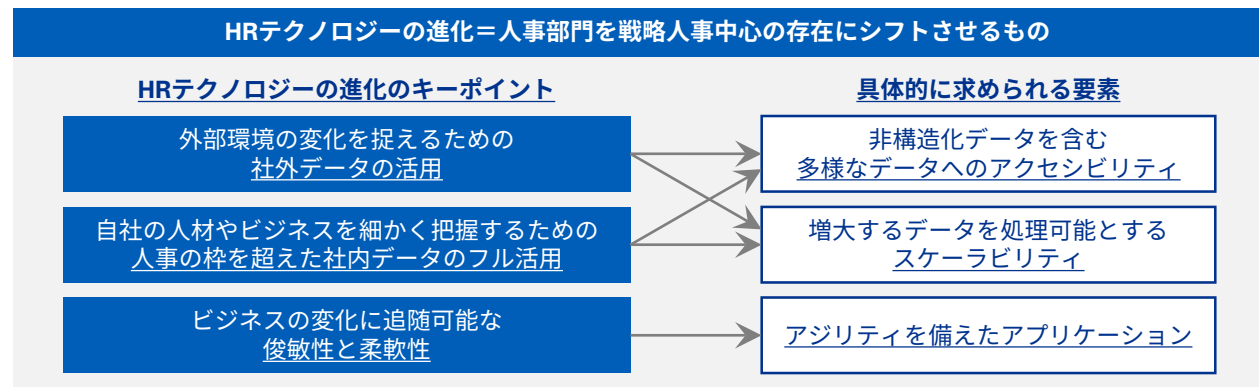 HRテクノロジーの進化＝人事部門を戦略人事中心の存在にシフトさせるもの
HRテクノロジーの進化のキーポイント
外部環境の変化を捉えるための
社外データの活用
自社の人材やビジネスを細かく把握するための
人事の枠を超えた社内データのフル活用
ビジネスの変化に追随可能な
俊敏性と柔軟性
具体的に求められる要素
非構造化データを含む
多様なデータへのアクセシビリティ
増大するデータを処理可能とする
スケーラビリティ
アジリティを備えたアプリケーション